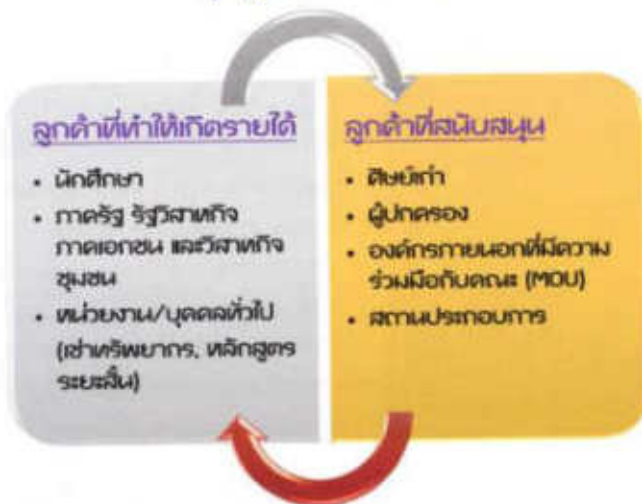 ลูกค้าที่ทำให้เกิดรายได้
• นักศึกษา
• ภาครัฐ รัฐวิสาหกิจ
ภาคเอกชน และวิสาหกิจ
ชุมชน
• หน่วยงาน/บุคคลทั่วไป
(เช่าทรัพยากร, หลักสูตร
ระยะสั้น)
ลูกค้าที่สนับสนุน
• ศิษย์เก่า
• ผู้ปกครอง
• องค์กรภายนอกที่มีความ
ร่วมมือกับคณะ (MOU)
• สถานประกอบการ